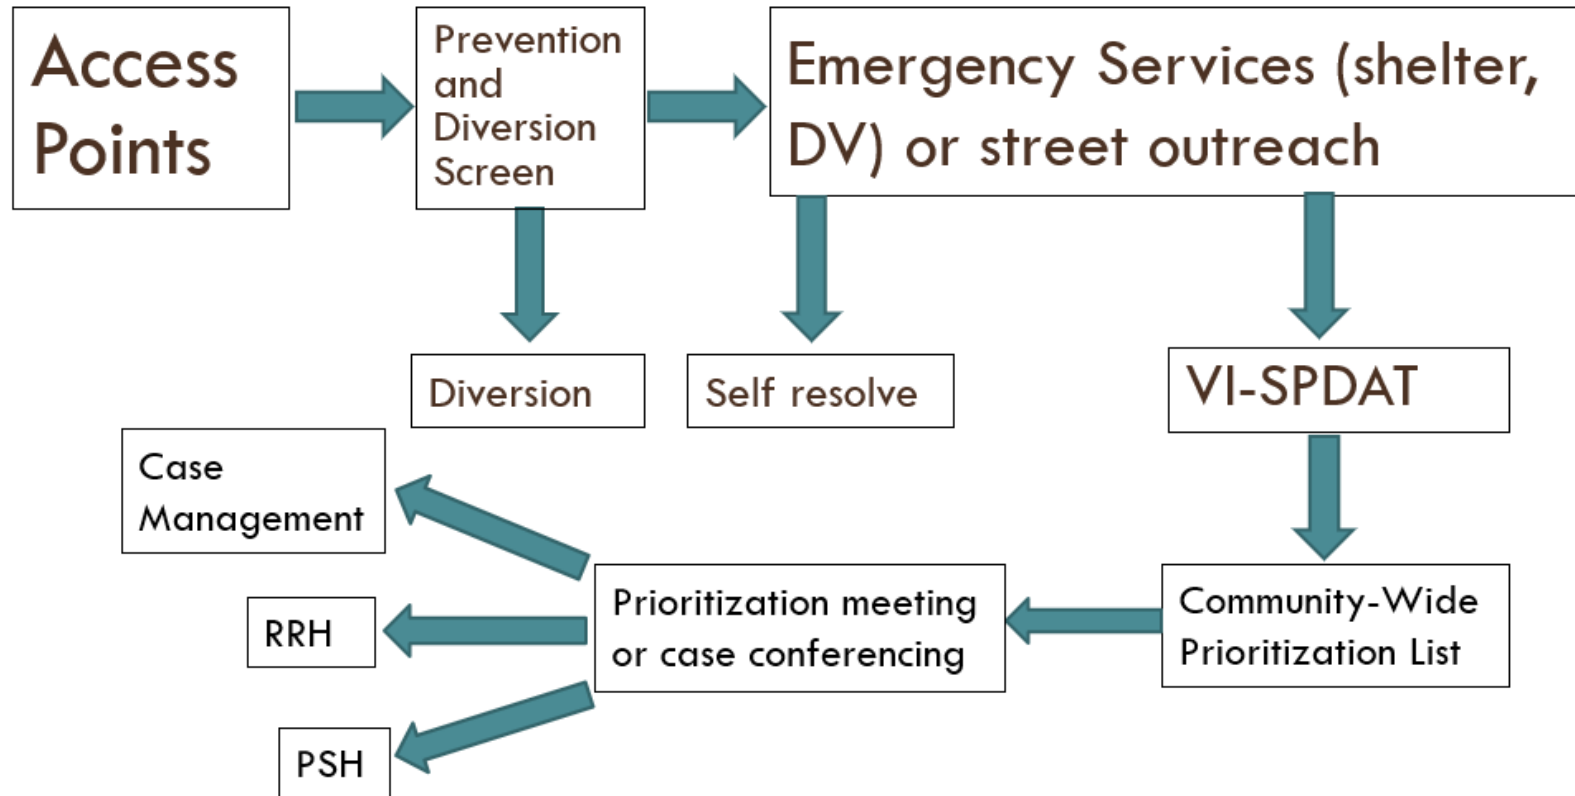 Access
Points
Prevention
and
Diversion
Screen
Emergency Services (shelter,
DV) or street outreach
Diversion
Self resolve
VI-SPDAT
Case
Management
RRH
PSH
Prioritization meeting
or case conferencing
Community-Wide
Prioritization List